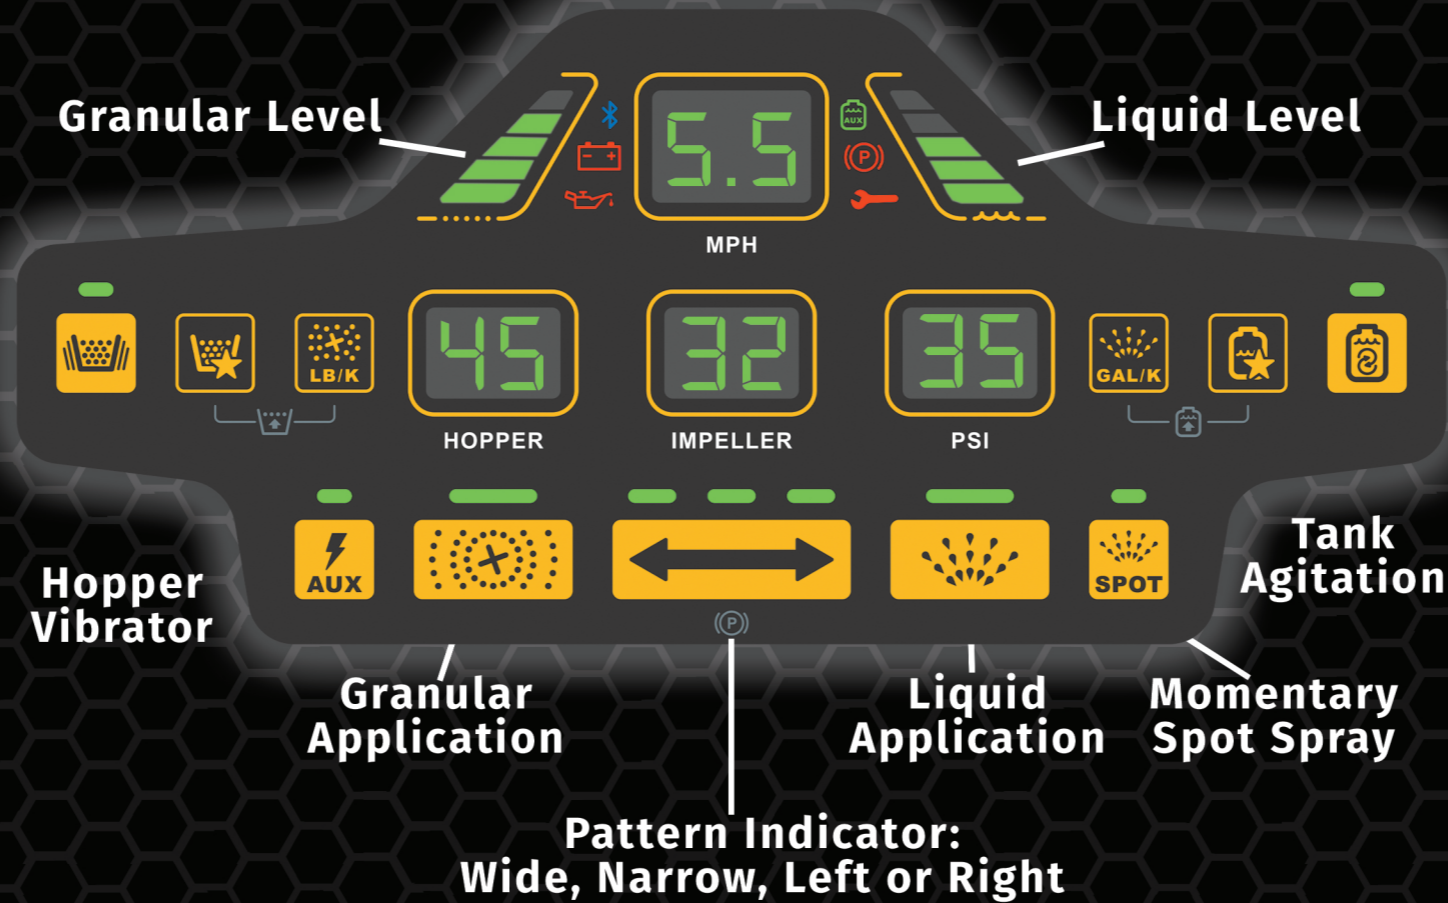 Granular Level
5.5
AUX
P
Liquid Level
MPH
LB/K
45
32
35
GAL/K
HOPPER
IMPELLER
PSI
AUX
SPOT
P
Hopper
Vibrator
Tank
Agitation
Granular
Application
Liquid
Application
Momentary
Spot Spray
Pattern Indicator:
Wide, Narrow, Left or Right